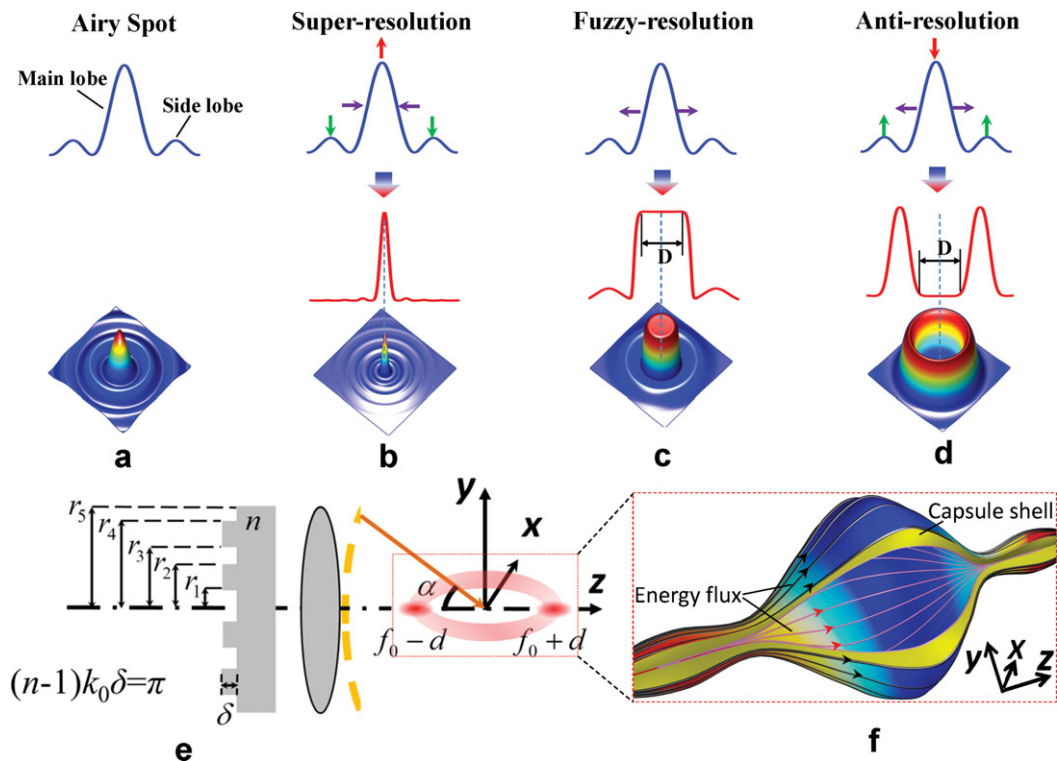 Airy Spot
Super-resolution
Fuzzy-resolution
Anti-resolution
Main lobe
Side lobe
D
D
a
b
c
d
r₅
r₄
r₃
r₂
r₁
n
(n-1)k₀δ=π
δ
α
y
x
z
f₀ − d
f₀ + d
e
Capsule shell
Energy flux
y
x
z
f